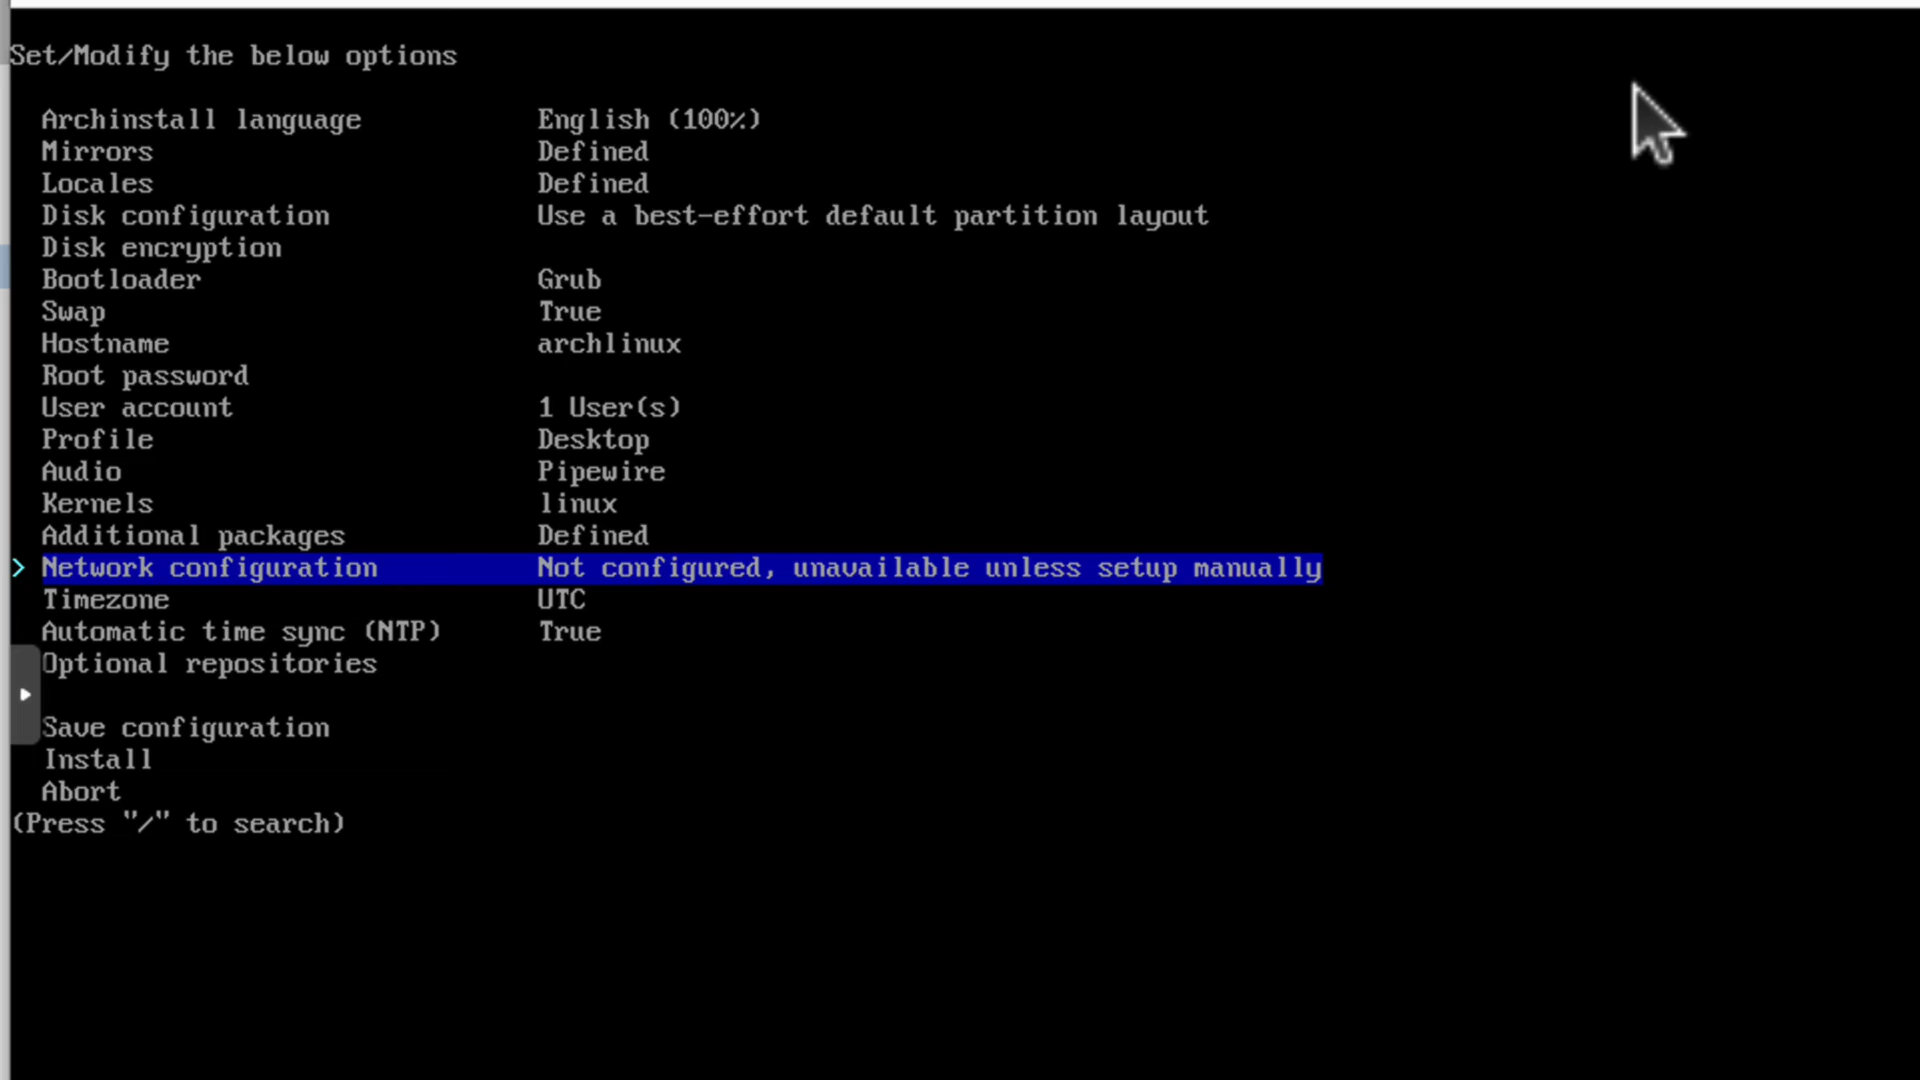 Set/Modify the below options
Archinstall language English (100%)
Mirrors Defined
Locales Defined
Disk configuration Use a best-effort default partition layout
Disk encryption
Bootloader Grub
Swap True
Hostname archlinux
Root password
User account 1 User(s)
Profile Desktop
Audio Pipewire
Kernels linux
Additional packages Defined
> Network configuration Not configured, unavailable unless setup manually
Timezone UTC
Automatic time sync (NTP) True
Optional repositories
Save configuration
Install
Abort
(Press "/" to search)